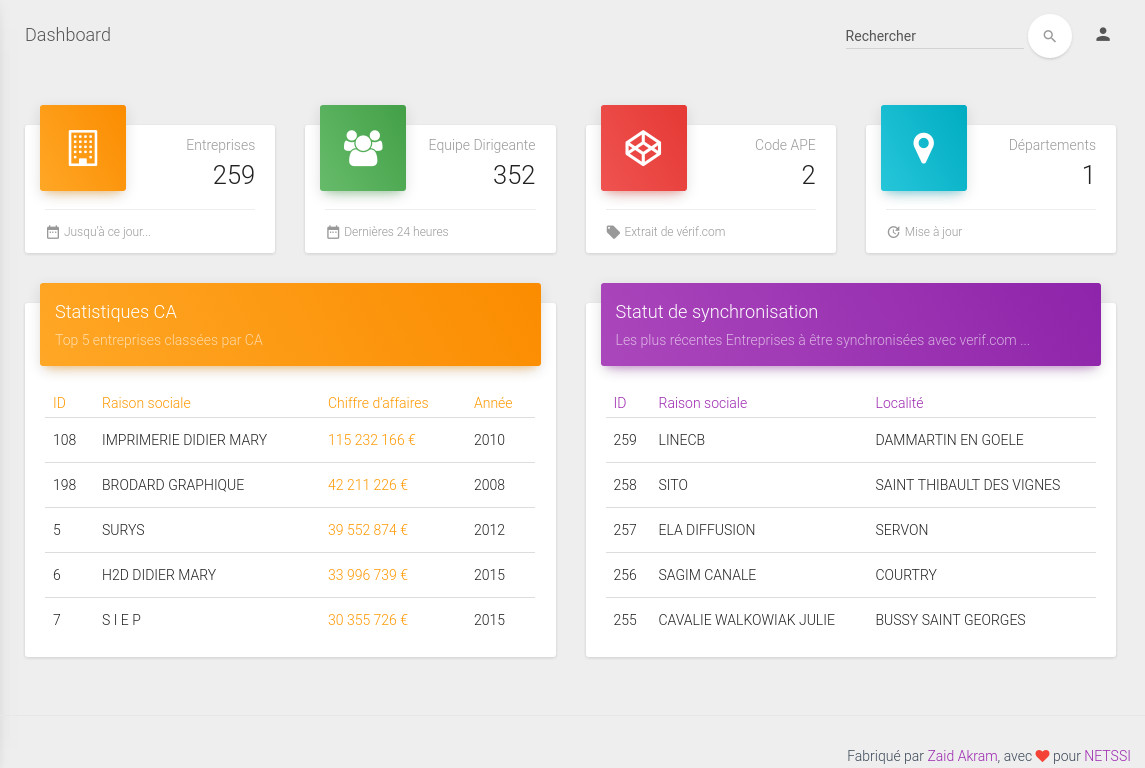 Dashboard
Rechercher
Entreprises
259
Jusqu'à ce jour...
Equipe Dirigeante
352
Dernières 24 heures
Code APE
2
Extrait de vérif.com
Départements
1
Mise à jour
Statistiques CA
Top 5 entreprises classées par CA
ID Raison sociale Chiffre d'affaires Année
108 IMPRIMERIE DIDIER MARY 115 232 166 € 2010
198 BRODARD GRAPHIQUE 42 211 226 € 2008
5 SURYS 39 552 874 € 2012
6 H2D DIDIER MARY 33 996 739 € 2015
7 S I E P 30 355 726 € 2015
Statut de synchronisation
Les plus récentes Entreprises à être synchronisées avec verif.com ...
ID Raison sociale Localité
259 LINECB DAMMARTIN EN GOELE
258 SITO SAINT THIBAULT DES VIGNES
257 ELA DIFFUSION SERVON
256 SAGIM CANALE COURTRY
255 CAVALIE WALKOWIAK JULIE BUSSY SAINT GEORGES
Fabriqué par Zaid Akram, avec ❤ pour NETSSI